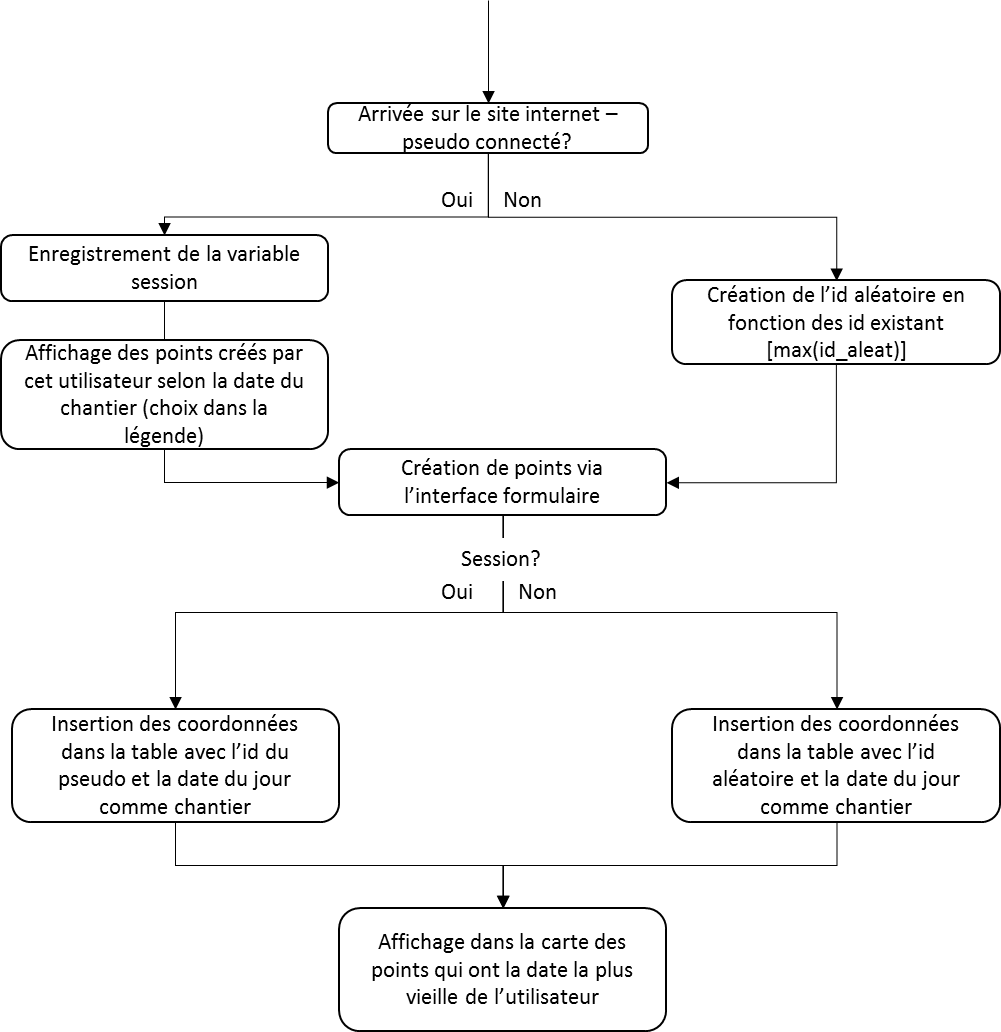 Arrivée sur le site internet –
pseudo connecté?
Oui
Non
Enregistrement de la variable
session
Création de l’id aléatoire en
fonction des id existant
[max(id_aleat)]
Affichage des points créés par
cet utilisateur selon la date du
chantier (choix dans la
légende)
Création de points via
l’interface formulaire
Session?
Oui
Non
Insertion des coordonnées
dans la table avec l’id du
pseudo et la date du jour
comme chantier
Insertion des coordonnées
dans la table avec l’id
aléatoire et la date du jour
comme chantier
Affichage dans la carte des
points qui ont la date la plus
vieille de l’utilisateur